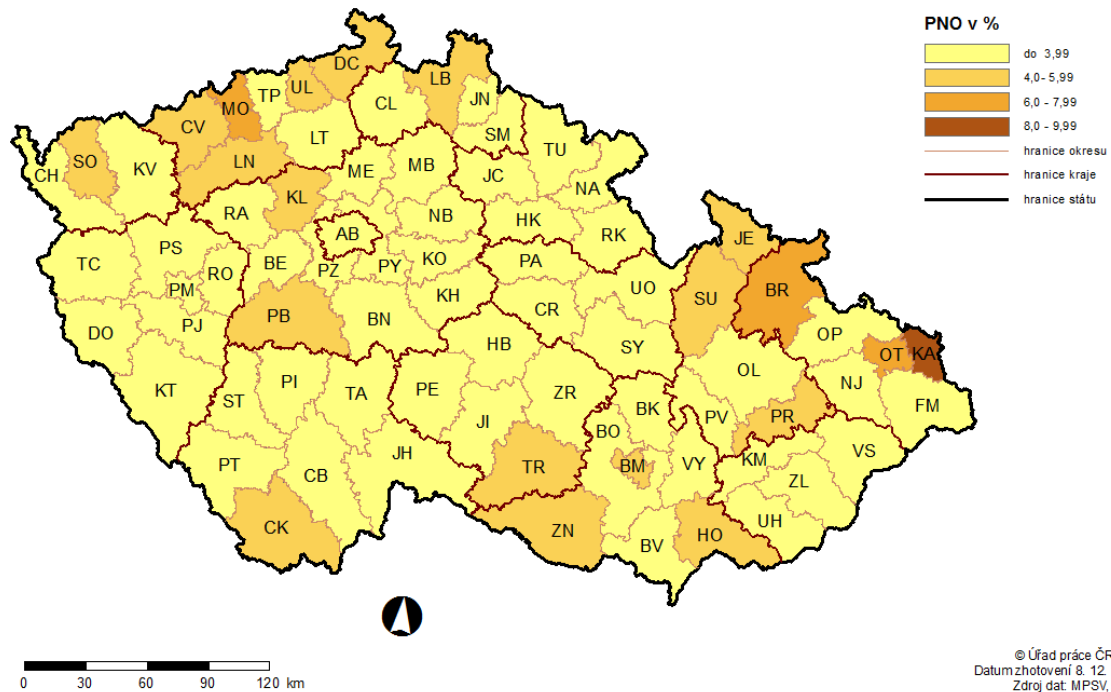 PNO v %
do 3,99
4,0- 5,99
6,0 - 7,99
8,0 - 9,99
hranice okresu
hranice kraje
hranice státu
DC
LB
UL
TP
MO
CL
JN
CV
LT
SM
TU
SO
LN
KV
CH
ME
MB
JC
NA
KL
RA
NB
HK
AB
RK
JE
PS
TC
RO
BE
PZ
PY
KO
PA
UO
SU
BR
PM
KH
CR
OP
PB
BN
DO
PJ
HB
SY
OT
KA
OL
NJ
KT
PI
TA
PE
ZR
ST
JI
BK
PV
PR
FM
BO
VS
JH
KM
PT
CB
TR
BM
VY
ZL
CK
ZN
HO
UH
BV
0 30 60 90 120 km
© Úřad práce ČR
Datum zhotovení 8. 12.
Zdroj dat: MPSV,